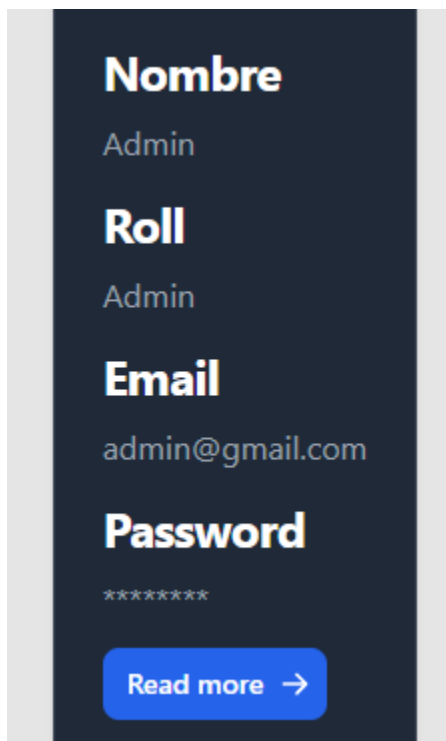 Nombre
Admin
Roll
Admin
Email
admin@gmail.com
Password
********
Read more →